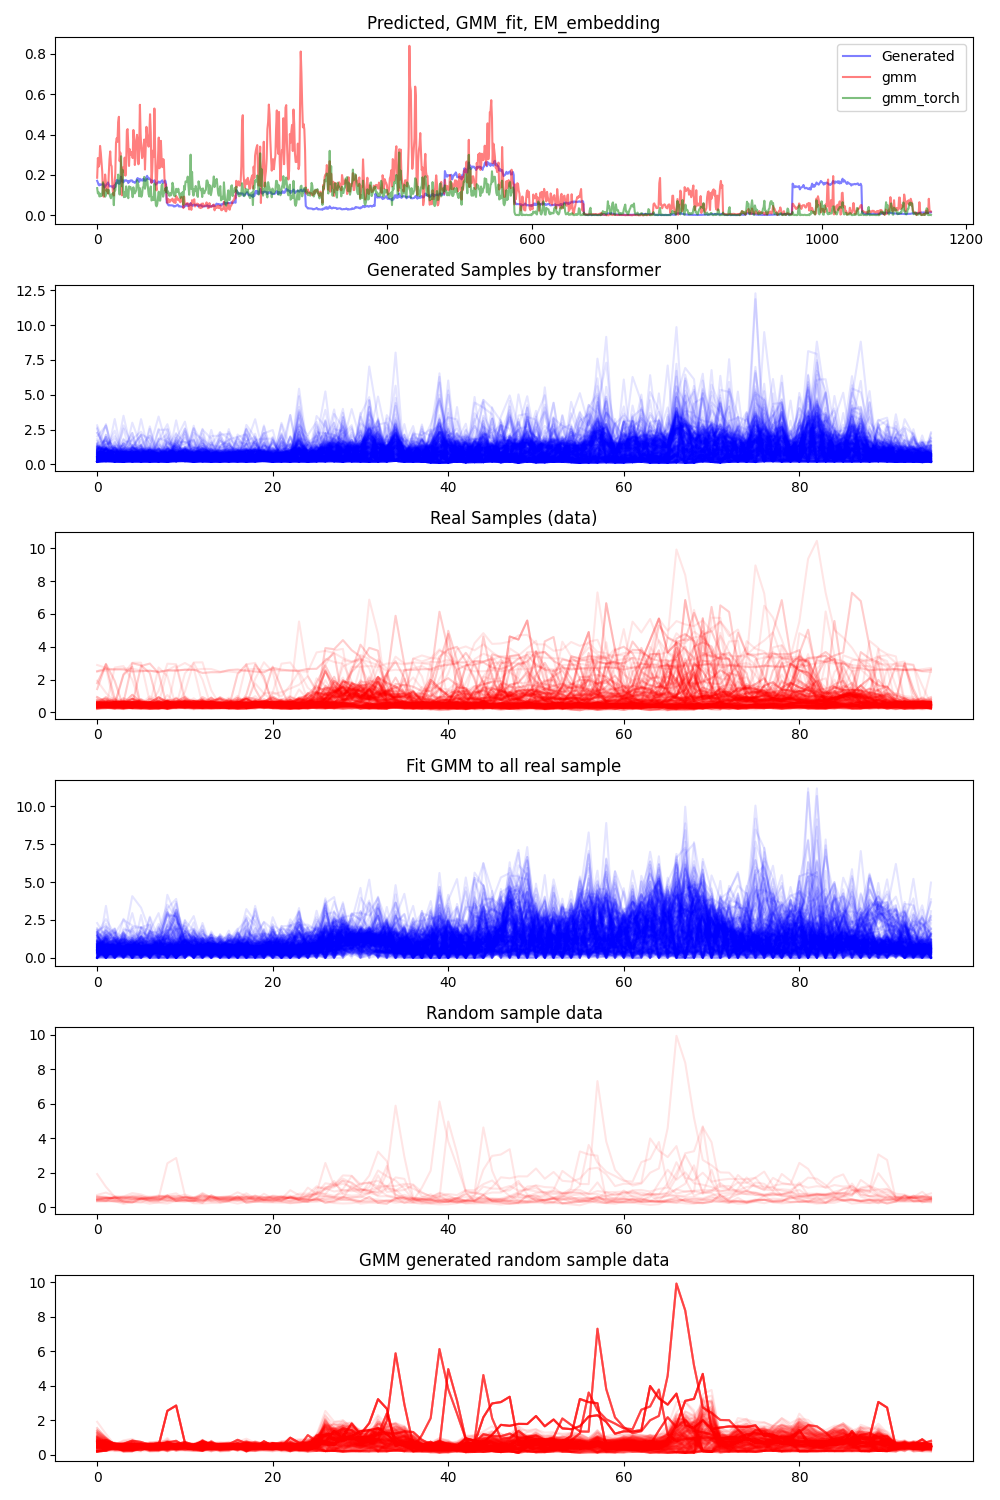 Predicted, GMM_fit, EM_embedding
0.8
0.6
0.4
0.2
0.0
Generated
gmm
gmm_torch
0 200 400 600 800 1000 1200
Generated Samples by transformer
12.5
10.0
7.5
5.0
2.5
0.0
0 20 40 60 80
Real Samples (data)
10
8
6
4
2
0
0 20 40 60 80
Fit GMM to all real sample
10.0
7.5
5.0
2.5
0.0
0 20 40 60 80
Random sample data
10
8
6
4
2
0
0 20 40 60 80
GMM generated random sample data
10
8
6
4
2
0
0 20 40 60 80